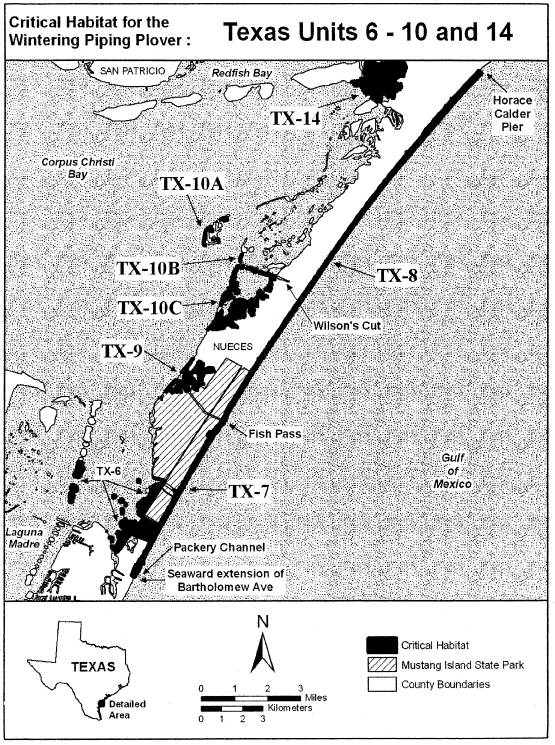 Critical Habitat for the
Wintering Piping Plover :
Texas Units 6 - 10 and 14
SAN PATRICIO
Redfish Bay
Horace
Calder
Pier
TX-14
Corpus Christi
Bay
TX-10A
TX-10B
TX-8
TX-10C
Wilson's Cut
NUECES
TX-9
Fish Pass
Gulf
of
Mexico
TX-6
TX-7
Laguna
Madre
Packery Channel
Seaward extension of
Bartholomew Ave
TEXAS
Detailed
Area
N
0 1 2 3
Miles
Kilometers
0 1 2 3
Critical Habitat
Mustang Island State Park
County Boundaries